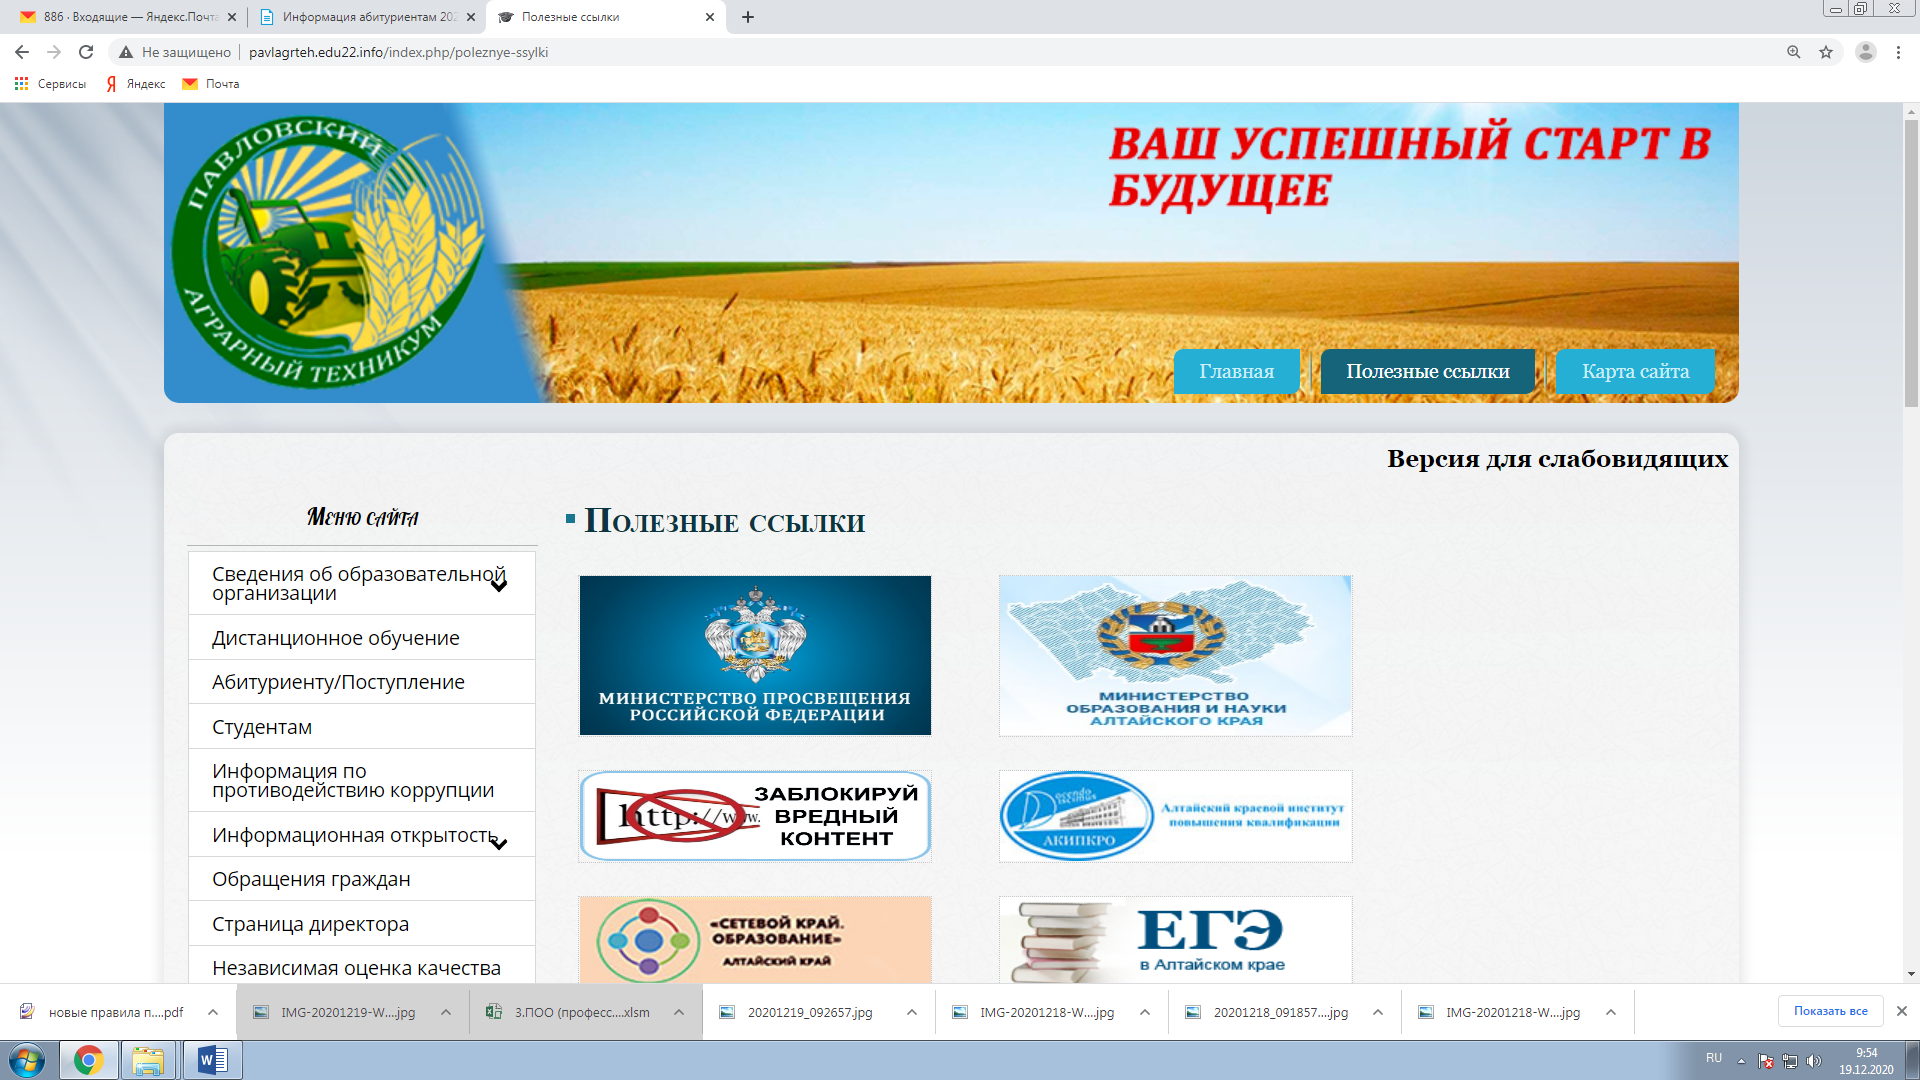 886 · Входящие — Яндекс.Почта
Информация абитуриентам 202
Полезные ссылки
Не защищено
pavlagrteh.edu22.info/index.php/poleznye-ssylki
Сервисы
Яндекс
Почта
ПАВЛОВСКИЙ
АГРАРНЫЙ ТЕХНИКУМ
ВАШ УСПЕШНЫЙ СТАРТ В
БУДУЩЕЕ
Главная
Полезные ссылки
Карта сайта
Версия для слабовидящих
Меню сайта
Сведения об образовательной
организации
Дистанционное обучение
Абитуриенту/Поступление
Студентам
Информация по
противодействию коррупции
Информационная открытость
Обращения граждан
Страница директора
Независимая оценка качества
Полезные ссылки
МИНИСТЕРСТВО ПРОСВЕЩЕНИЯ
РОССИЙСКОЙ ФЕДЕРАЦИИ
МИНИСТЕРСТВО
ОБРАЗОВАНИЯ И НАУКИ
АЛТАЙСКОГО КРАЯ
http://www.
ЗАБЛОКИРУЙ
ВРЕДНЫЙ
КОНТЕНТ
Docendo
Discimus
АКИПКРО
Алтайский краевой институт
повышения квалификации
«СЕТЕВОЙ КРАЙ.
ОБРАЗОВАНИЕ»
АЛТАЙСКИЙ КРАЙ
ЕГЭ
в Алтайском крае
новые правила п....pdf
IMG-20201219-W....jpg
3.ПОО (професс....xlsm
20201219_092657.jpg
IMG-20201218-W....jpg
20201218_091857....jpg
IMG-20201218-W....jpg
Показать все
RU
9:54
19.12.2020